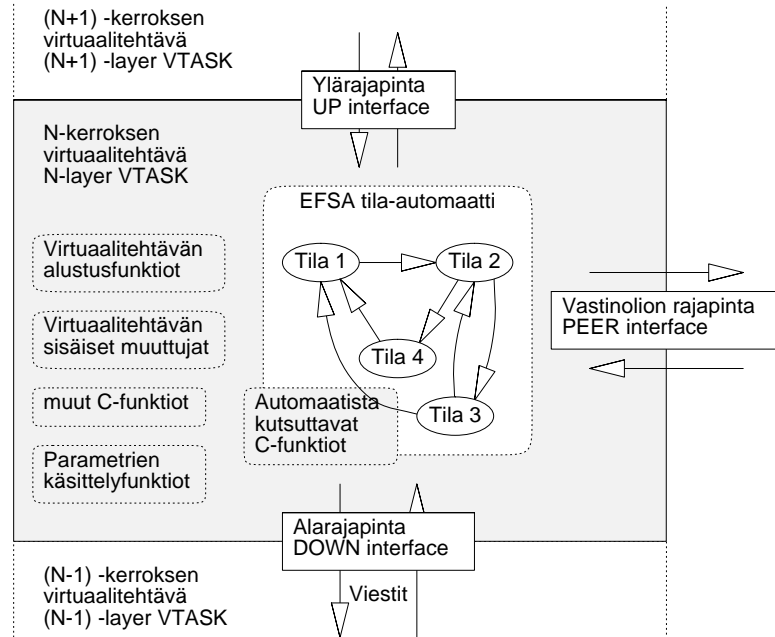 (N+1) -kerroksen
virtuaalitehtävä
(N+1) -layer VTASK
Ylärajapinta
UP interface
N-kerroksen
virtuaalitehtävä
N-layer VTASK
EFSA tila-automaatti
Virtuaalitehtävän
alustusfunktiot
Tila 1
Tila 2
Vastinolion rajapinta
PEER interface
Virtuaalitehtävän
sisäiset muuttujat
Tila 4
muut C-funktiot
Automaatista
kutsuttavat
C-funktiot
Tila 3
Parametrien
käsittelyfunktiot
Alarajapinta
DOWN interface
(N-1) -kerroksen
virtuaalitehtävä
(N-1) -layer VTASK
Viestit